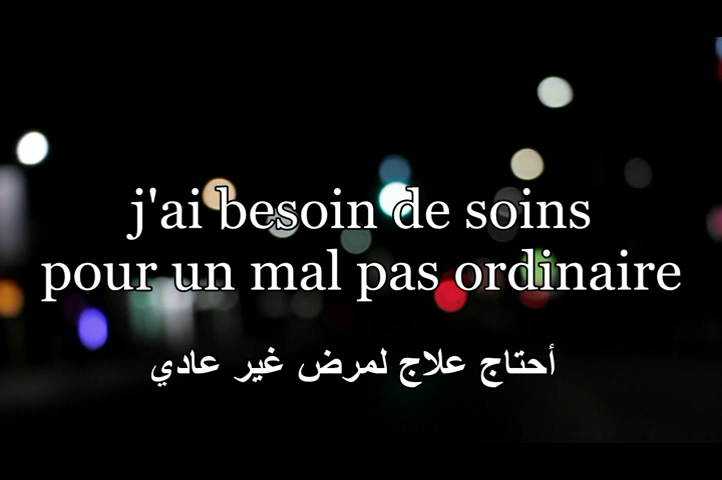 j'ai besoin de soins
pour un mal pas ordinaire
أحتاج علاج لمرض غير عادي